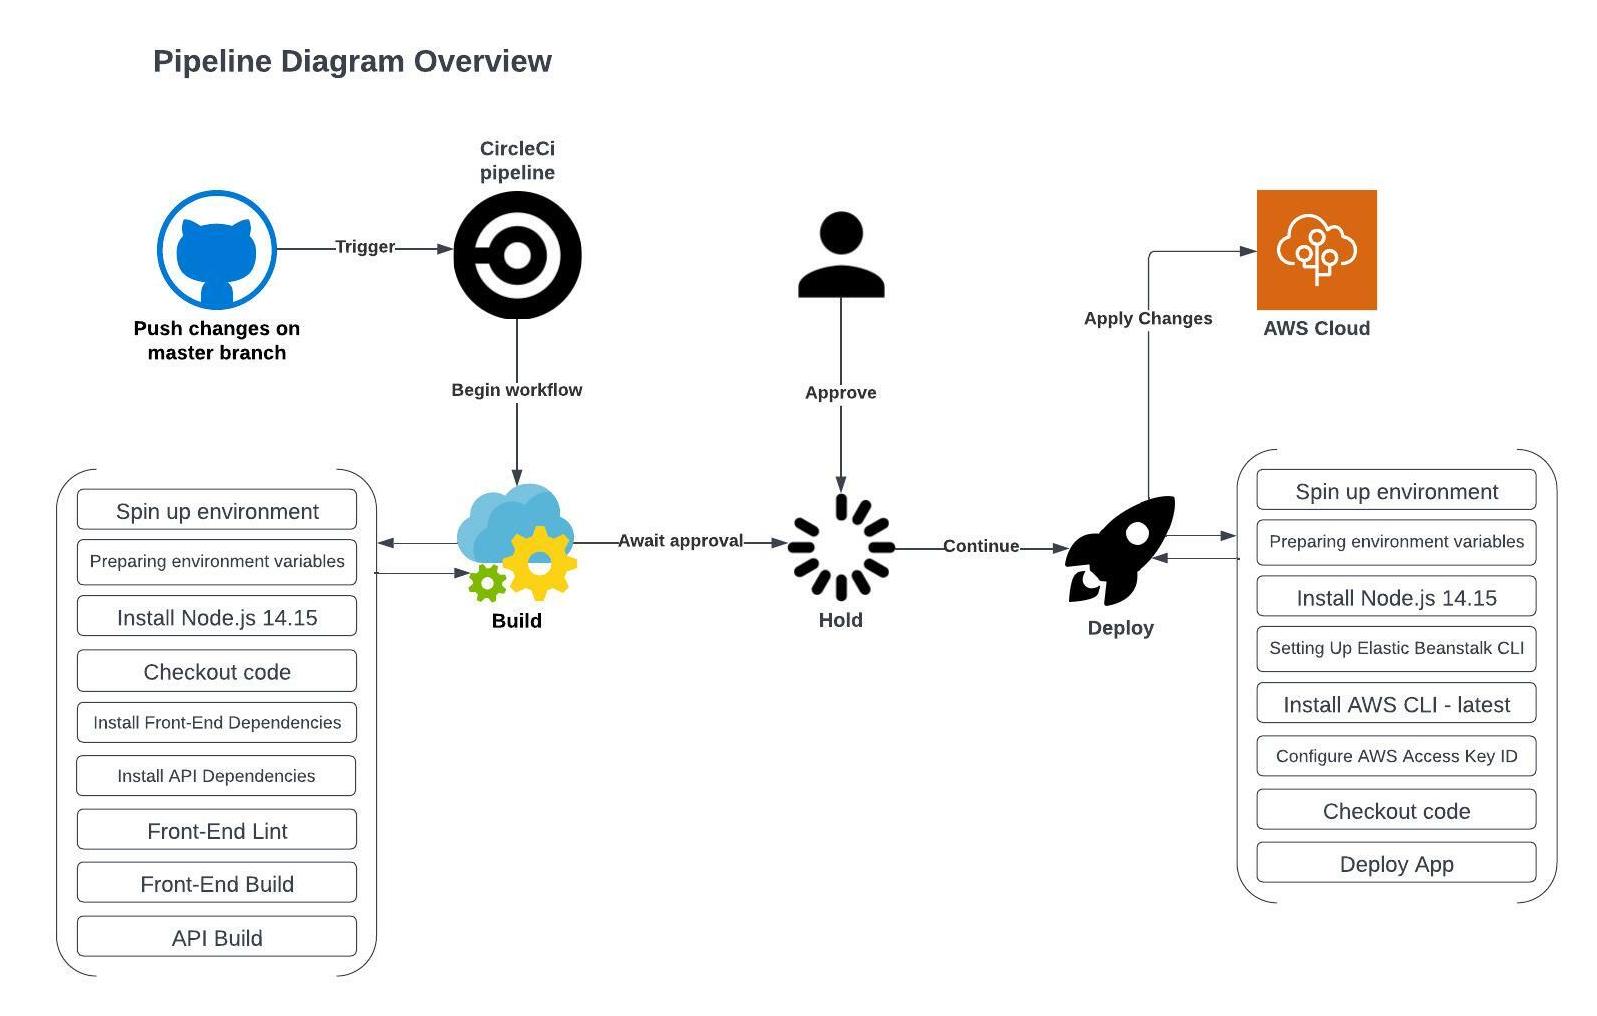 Pipeline Diagram Overview
CircleCi
pipeline
Trigger
Push changes on
master branch
Begin workflow
Approve
Apply Changes
AWS Cloud
Build
Await approval
Hold
Continue
Deploy
Spin up environment
Preparing environment variables
Install Node.js 14.15
Checkout code
Install Front-End Dependencies
Install API Dependencies
Front-End Lint
Front-End Build
API Build
Spin up environment
Preparing environment variables
Install Node.js 14.15
Setting Up Elastic Beanstalk CLI
Install AWS CLI - latest
Configure AWS Access Key ID
Checkout code
Deploy App